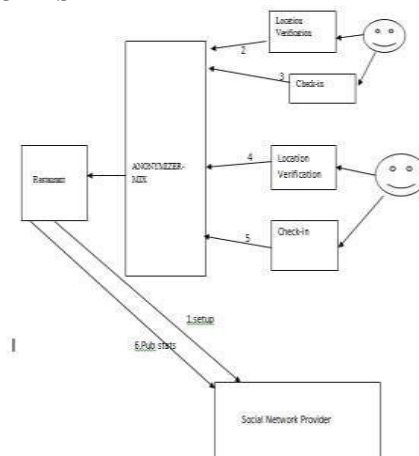 Location
Verification
2
3
Check-in
4
Location
Verification
ANONYMIZER-
MIX
Restaurant
Check-in
5
1.setup
6.Pub stats
Social Network Provider